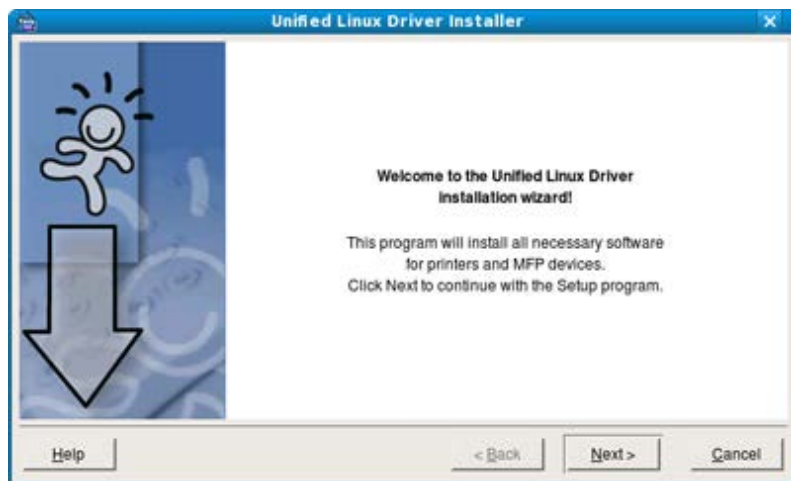 Unified Linux Driver Installer
Welcome to the Unified Linux Driver
installation wizard!
This program will install all necessary software
for printers and MFP devices.
Click Next to continue with the Setup program.
Help
< Back
Next >
Cancel